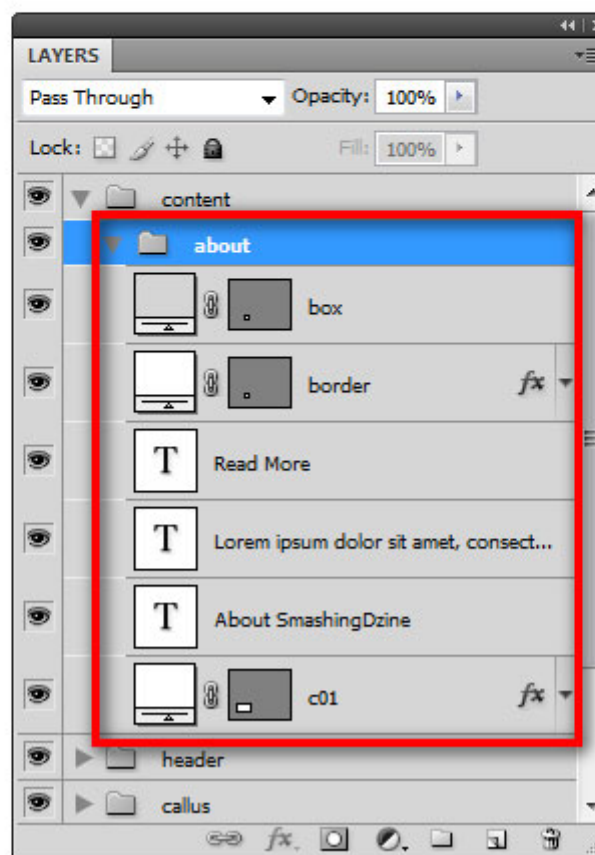 LAYERS
Pass Through Opacity: 100%
Lock: Fill: 100%
content
about
box
border fx
T Read More
T Lorem ipsum dolor sit amet, consect...
T About SmashingDzine
c01 fx
header
callus
fx.